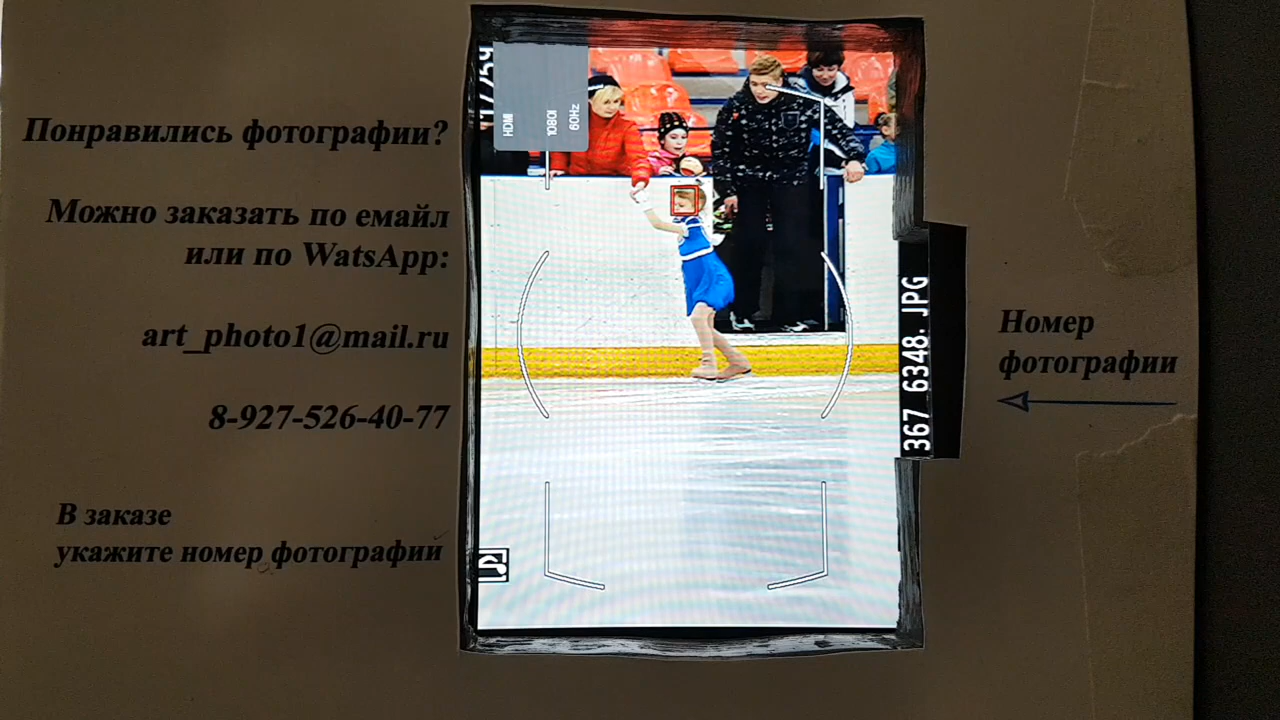 Понравились фотографии?
Можно заказать по емайл
или по WatsApp:
art_photo1@mail.ru
8-927-526-40-77
В заказе
укажите номер фотографии
HDMI
1080I
60Hz
367 6348. JPG
Номер
фотографии